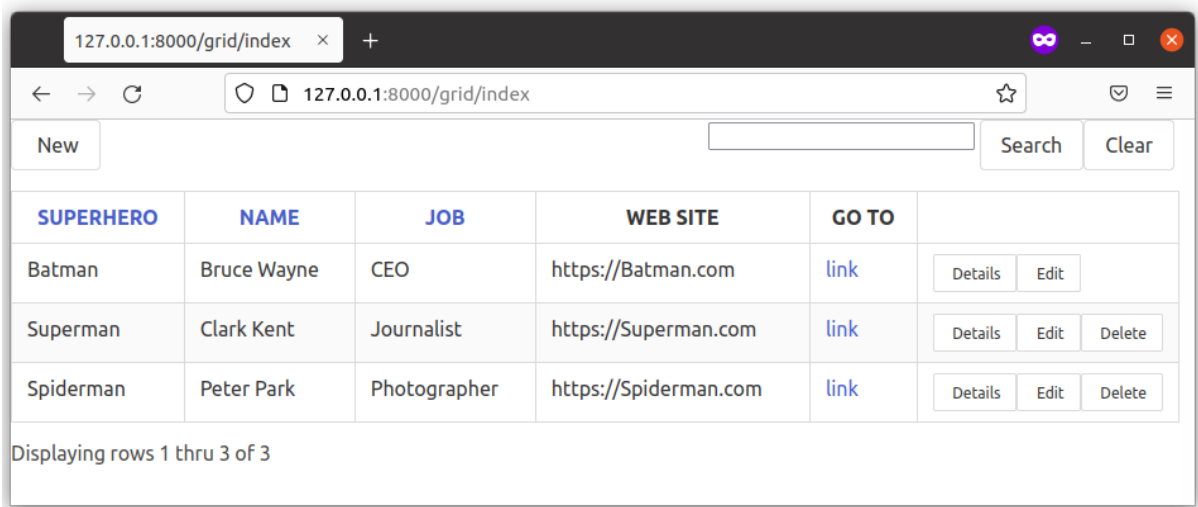 127.0.0.1:8000/grid/index
127.0.0.1:8000/grid/index
New Search Clear
SUPERHERO NAME JOB WEB SITE GO TO
Batman Bruce Wayne CEO https://Batman.com link Details Edit
Superman Clark Kent Journalist https://Superman.com link Details Edit Delete
Spiderman Peter Park Photographer https://Spiderman.com link Details Edit Delete
Displaying rows 1 thru 3 of 3